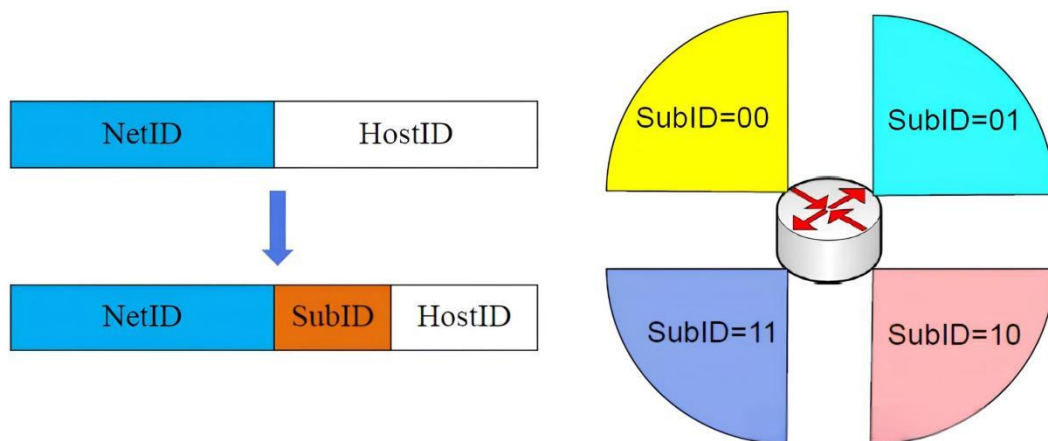 NetID HostID
NetID SubID HostID
SubID=00
SubID=01
SubID=11
SubID=10